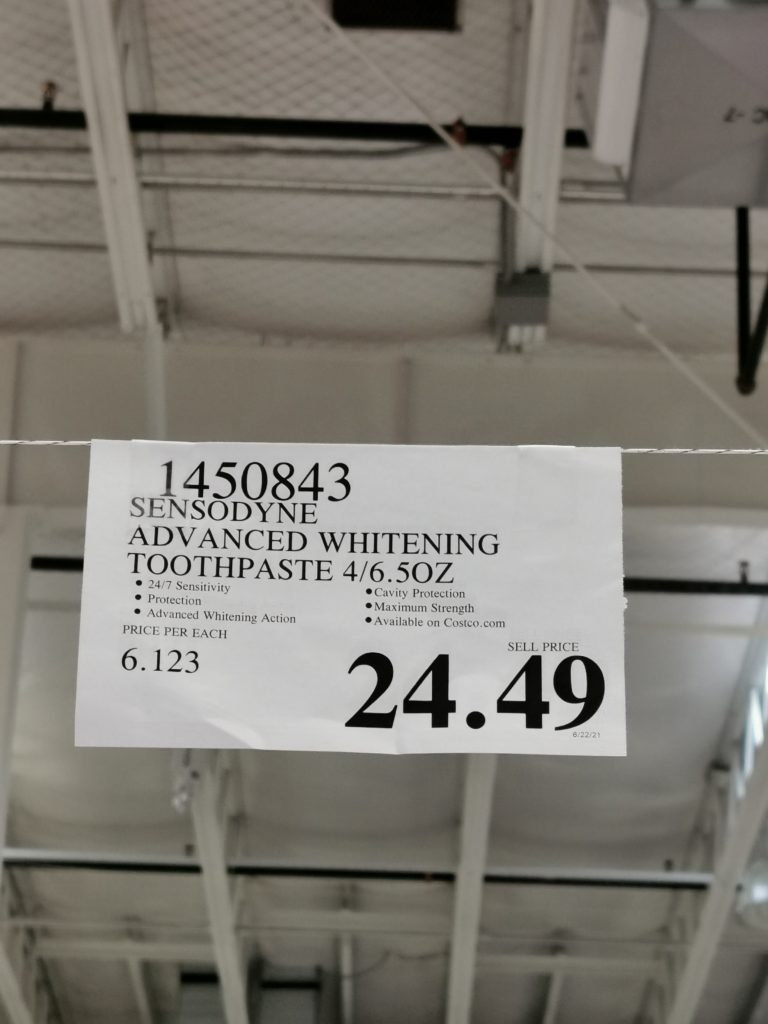 1450843
SENSODYNE
ADVANCED WHITENING
TOOTHPASTE 4/6.5OZ
• 24/7 Sensitivity
• Protection
• Advanced Whitening Action
• Cavity Protection
• Maximum Strength
• Available on Costco.com
PRICE PER EACH
6.123
SELL PRICE
24.49
6/22/21